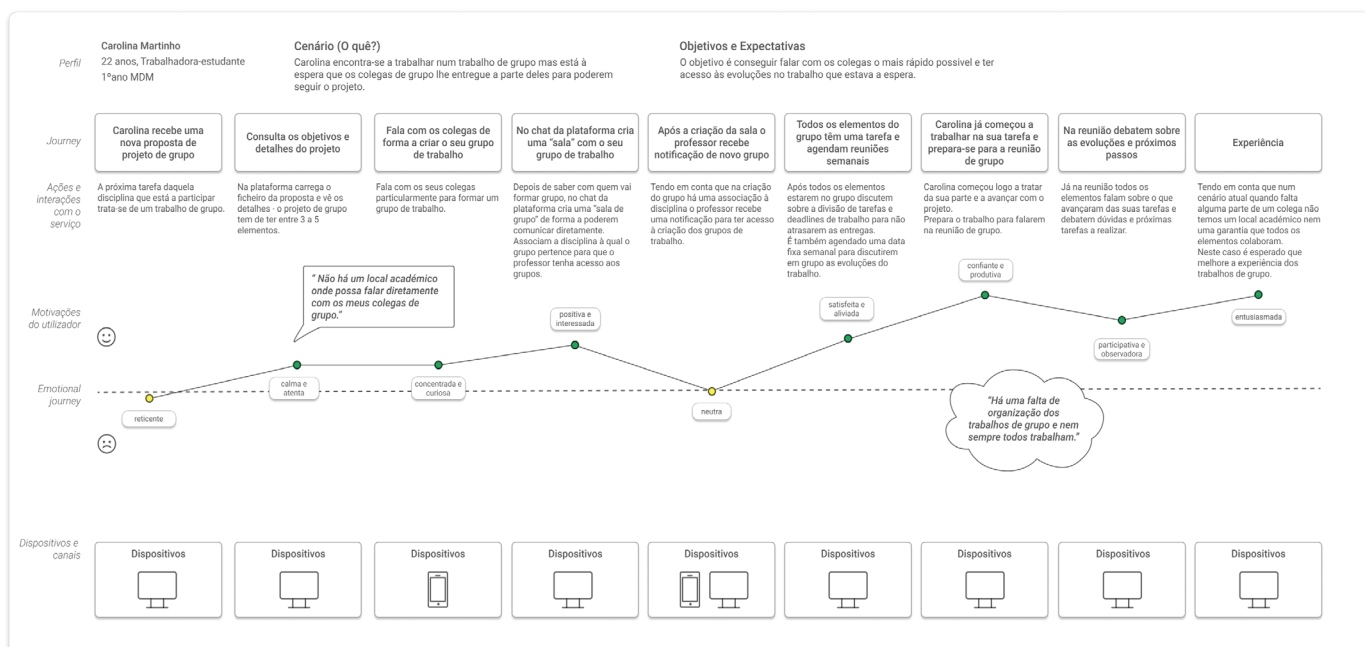 Perfil
Carolina Martinho
22 anos, Trabalhadora-estudante
1ºano MDM
Cenário (O quê?)
Carolina encontra-se a trabalhar num trabalho de grupo mas está à
espera que os colegas de grupo lhe entregue a parte deles para poderem
seguir o projeto.
Objetivos e Expectativas
O objetivo é conseguir falar com os colegas o mais rápido possivel e ter
acesso às evoluções no trabalho que estava a espera.
Journey
Carolina recebe uma
nova proposta de
projeto de grupo
Consulta os objetivos e
detalhes do projeto
Fala com os colegas de
forma a criar o seu grupo
de trabalho
No chat da plataforma cria
uma "sala" com o seu
grupo de trabalho
Após a criação da sala o
professor recebe
notificação de novo grupo
Todos os elementos do
grupo têm uma tarefa e
agendam reuniões
semanais
Carolina já começou a
trabalhar na sua tarefa e
prepara-se para a reunião
de grupo
Na reunião debatem sobre
as evoluções e próximos
passos
Experiência
Ações e
interações
com o
serviço
A próxima tarefa daquela
disciplina que está a participar
trata-se de um trabalho de grupo.
Na plataforma carrega o
ficheiro da proposta e vê os
detalhes - o projeto de grupo
tem de ter entre 3 a 5
elementos.
Fala com os seus colegas
particularmente para formar um
grupo de trabalho.
Depois de saber com quem vai
formar grupo, no chat da
plataforma cria uma "sala de
grupo" de forma a poderem
comunicar diretamente.
Associam a disciplina à qual o
grupo pertence para que o
professor tenha acesso aos
grupos.
Tendo em conta que na criação
do grupo há uma associação à
disciplina o professor recebe
uma notificação para ter acesso
à criação dos grupos de
trabalho.
Após todos os elementos
estarem no grupo discutem
sobre a divisão de tarefas e
deadlines de trabalho para não
atrasarem as entregas.
É também agendado uma data
fixa semanal para discutirem
em grupo as evoluções do
trabalho.
Carolina começou logo a tratar
da sua parte e a avançar com o
projeto.
Prepara o trabalho para falarem
na reunião de grupo.
Já na reunião todos os
elementos falam sobre o que
avançaram das suas tarefas e
debatem dúvidas e próximas
tarefas a realizar.
Tendo em conta que num
cenário atual quando falta
alguma parte de um colega não
temos um local académico nem
uma garantia que todos os
elementos colaboram.
Neste caso é esperado que
melhore a experiência dos
trabalhos de grupo.
Motivações
do utilizador
" Não há um local académico
onde possa falar diretamente
com os meus colegas de
grupo."
Emotional
journey
reticente
calma e
atenta
concentrada e
curiosa
positiva e
interessada
neutra
satisfeita e
aliviada
confiante e
produtiva
participativa e
observadora
entusiasmada
"Há uma falta de
organização dos
trabalhos de grupo e nem
sempre todos trabalham."
Dispositivos e
canais
Dispositivos
Dispositivos
Dispositivos
Dispositivos
Dispositivos
Dispositivos
Dispositivos
Dispositivos
Dispositivos